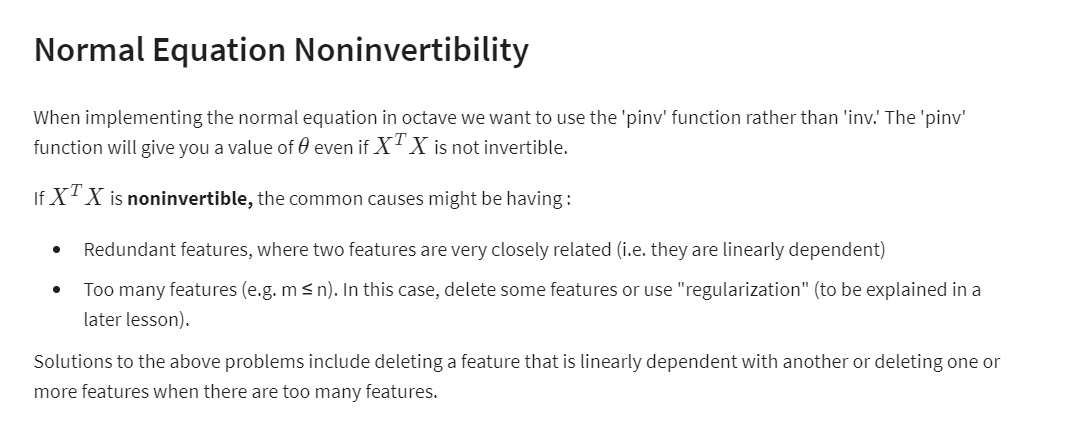 Normal Equation Noninvertibility
When implementing the normal equation in octave we want to use the 'pinv' function rather than 'inv.' The 'pinv'
function will give you a value of θ even if X^T X is not invertible.
If X^T X is noninvertible, the common causes might be having :
• Redundant features, where two features are very closely related (i.e. they are linearly dependent)
• Too many features (e.g. m ≤ n). In this case, delete some features or use "regularization" (to be explained in a
later lesson).
Solutions to the above problems include deleting a feature that is linearly dependent with another or deleting one or
more features when there are too many features.